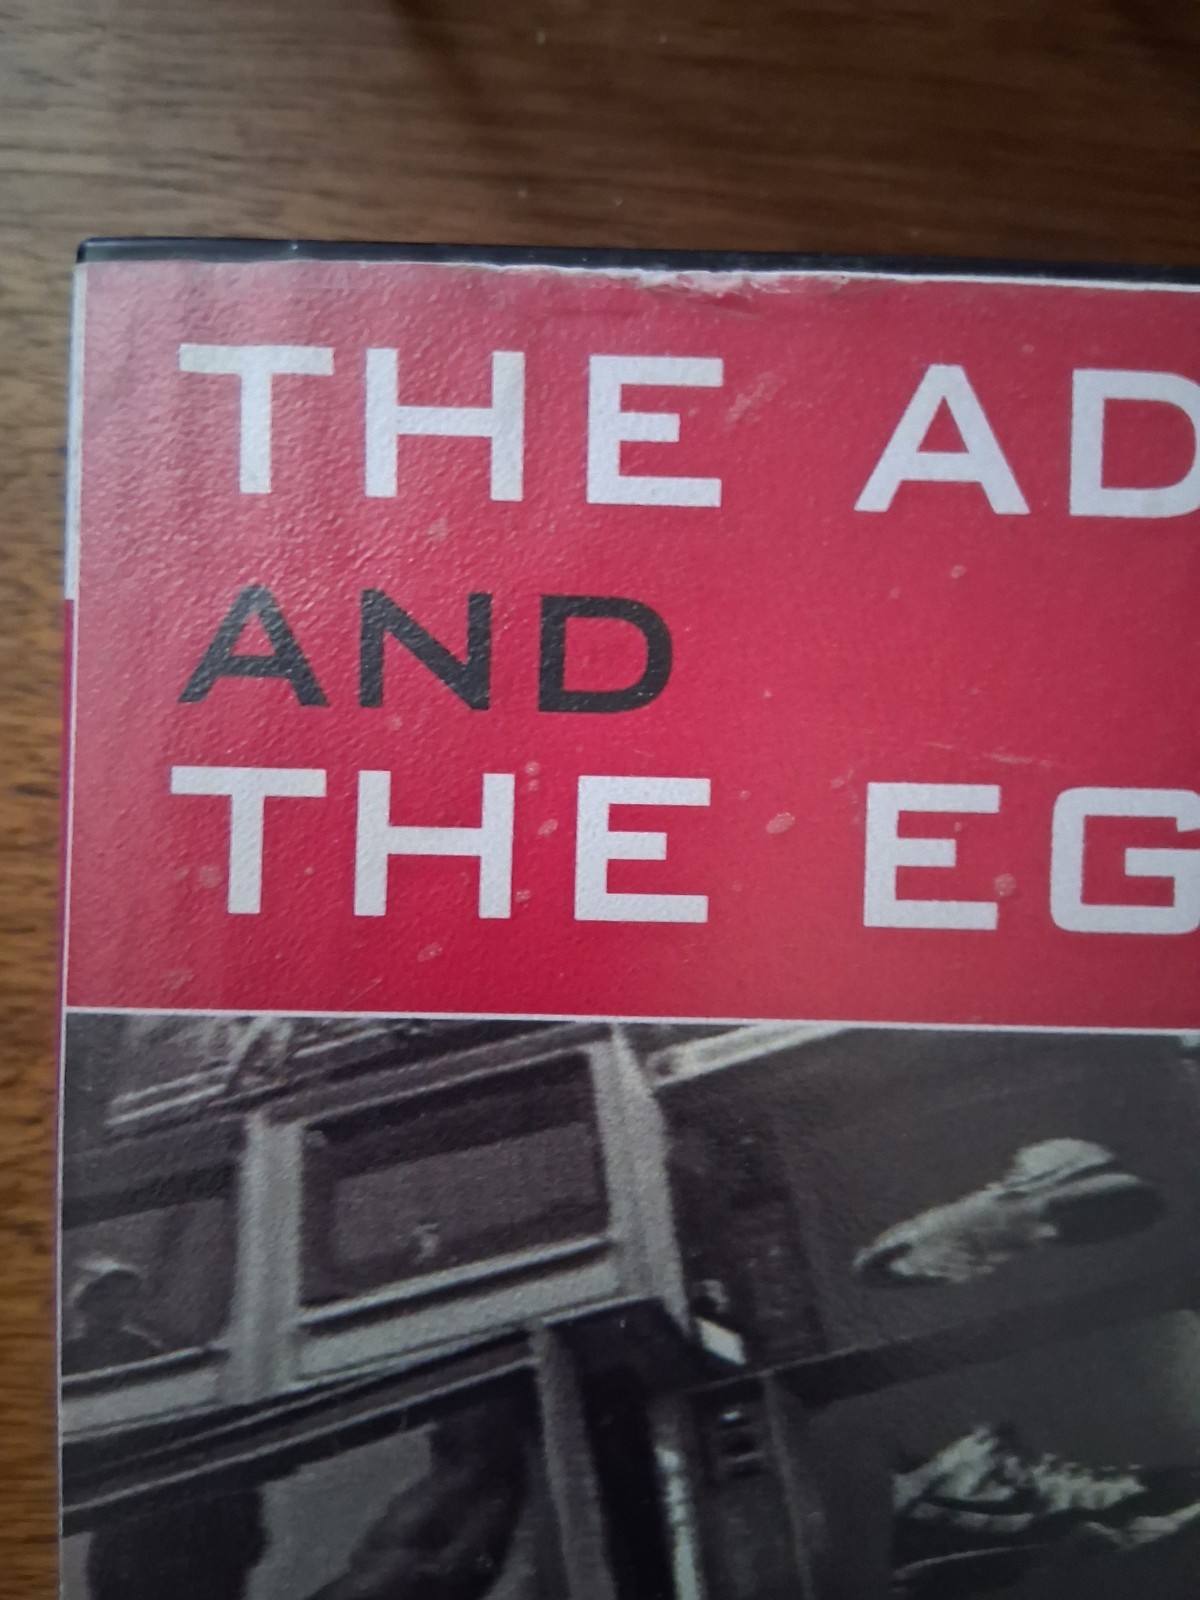 THE AD
AND
THE EG